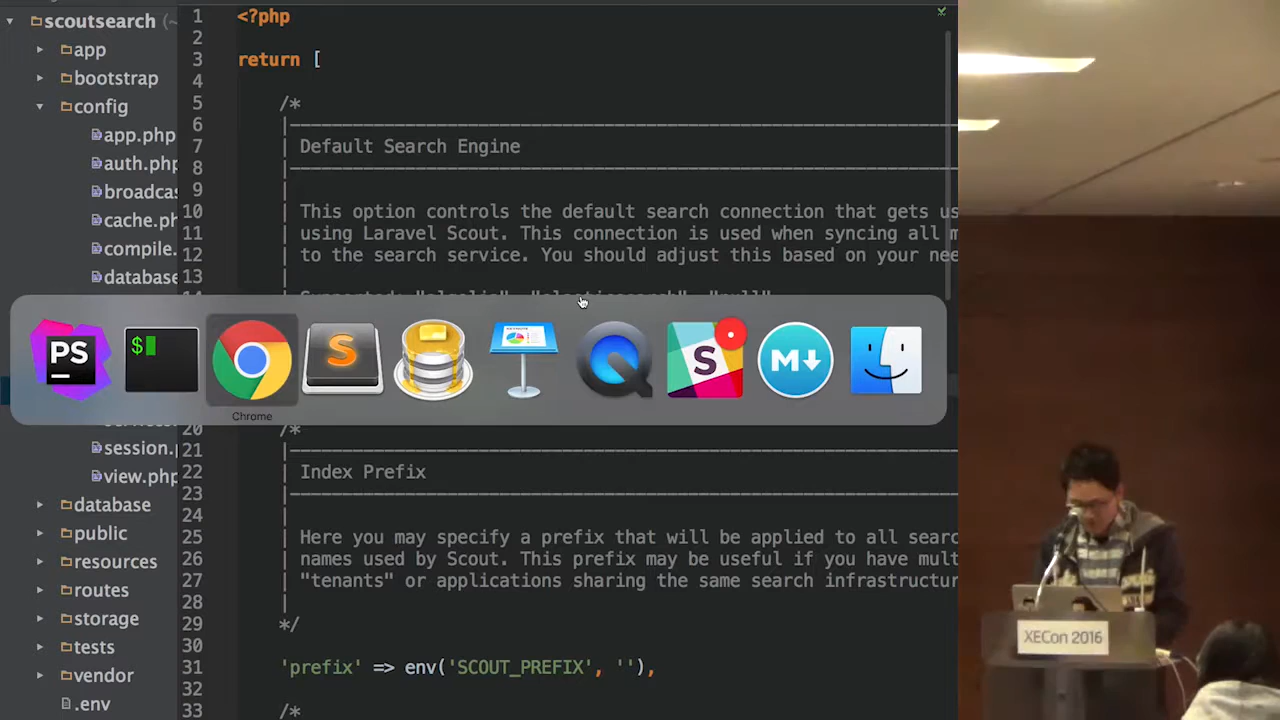 scoutsearch (~
app
bootstrap
config
app.php
auth.php
broadcas
cache.ph
compile.
database
session.
view.php
database
public
resources
routes
storage
tests
vendor
.env
1 <?php
2
3 return [
4
5 /*
6 |
7 | Default Search Engine
8 |
9 |
10 | This option controls the default search connection that gets us
11 | using Laravel Scout. This connection is used when syncing all m
12 | to the search service. You should adjust this based on your nee
13 |
PS
$
S
Q
S
M
Chrome
20 /*
21 |
22 | Index Prefix
23 |
24 |
25 | Here you may specify a prefix that will be applied to all searc
26 | names used by Scout. This prefix may be useful if you have mult
27 | "tenants" or applications sharing the same search infrastructur
28 |
29 */
30
31 'prefix' => env('SCOUT_PREFIX', ''),
32
33 /*
XECon 2016